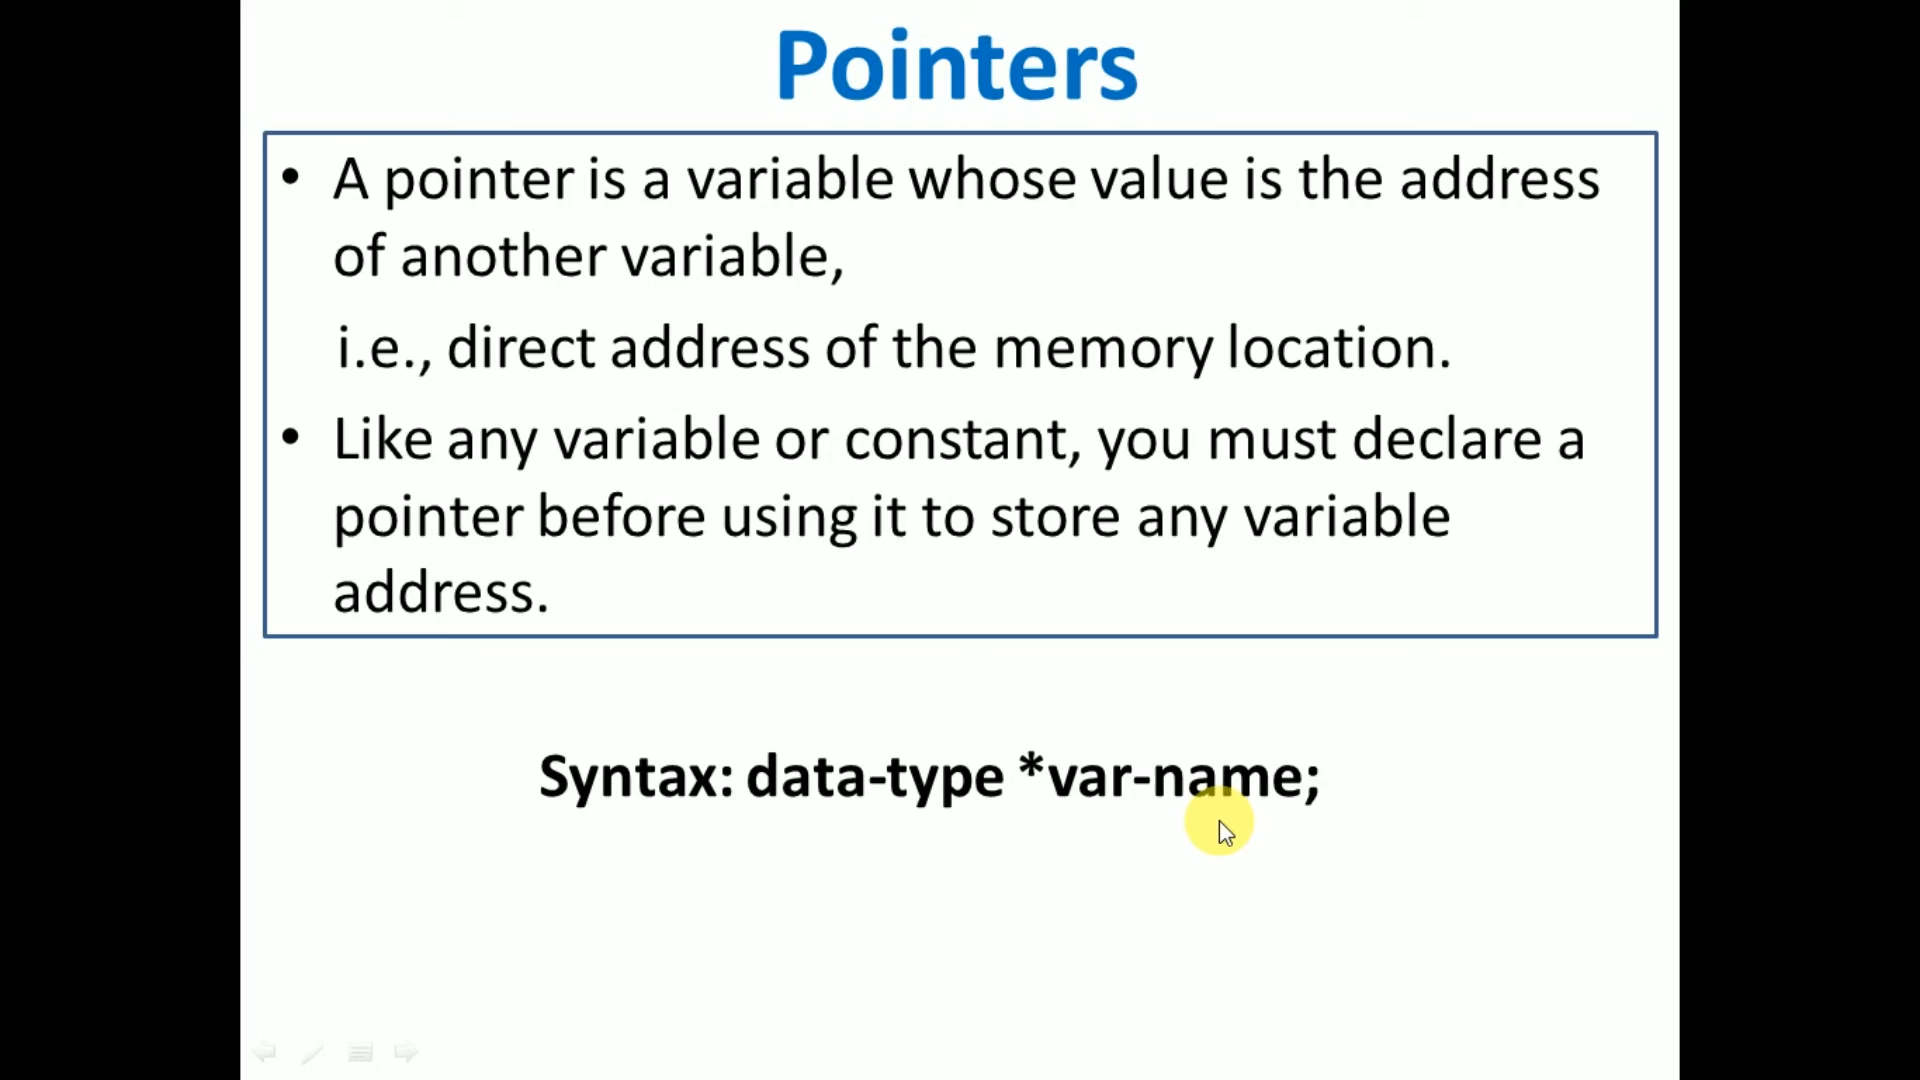 Pointers
• A pointer is a variable whose value is the address
of another variable,
i.e., direct address of the memory location.
• Like any variable or constant, you must declare a
pointer before using it to store any variable
address.
Syntax: data-type *var-name;